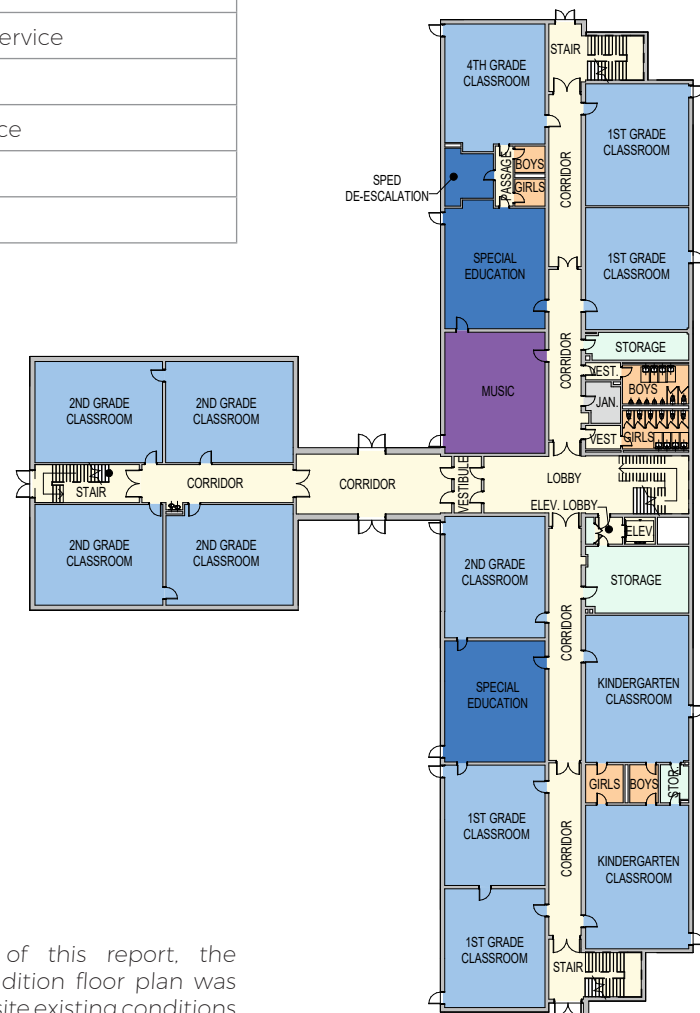 ervice
ce
STAIR
4TH GRADE
CLASSROOM
1ST GRADE
CLASSROOM
BOYS
PASSAGE
GIRLS
CORRIDOR
SPED
DE-ESCALATION
SPECIAL
EDUCATION
1ST GRADE
CLASSROOM
STORAGE
CORRIDOR
MUSIC
VEST.
BOYS
JAN.
VEST
GIRLS
2ND GRADE
CLASSROOM
2ND GRADE
CLASSROOM
STAIR
CORRIDOR
CORRIDOR
VESTIBULE
LOBBY
ELEV. LOBBY
ELEV
2ND GRADE
CLASSROOM
2ND GRADE
CLASSROOM
2ND GRADE
CLASSROOM
STORAGE
CORRIDOR
SPECIAL
EDUCATION
KINDERGARTEN
CLASSROOM
GIRLS
BOYS
STOR.
1ST GRADE
CLASSROOM
CORRIDOR
KINDERGARTEN
CLASSROOM
1ST GRADE
CLASSROOM
STAIR
of this report, the
dition floor plan was
site existing conditions